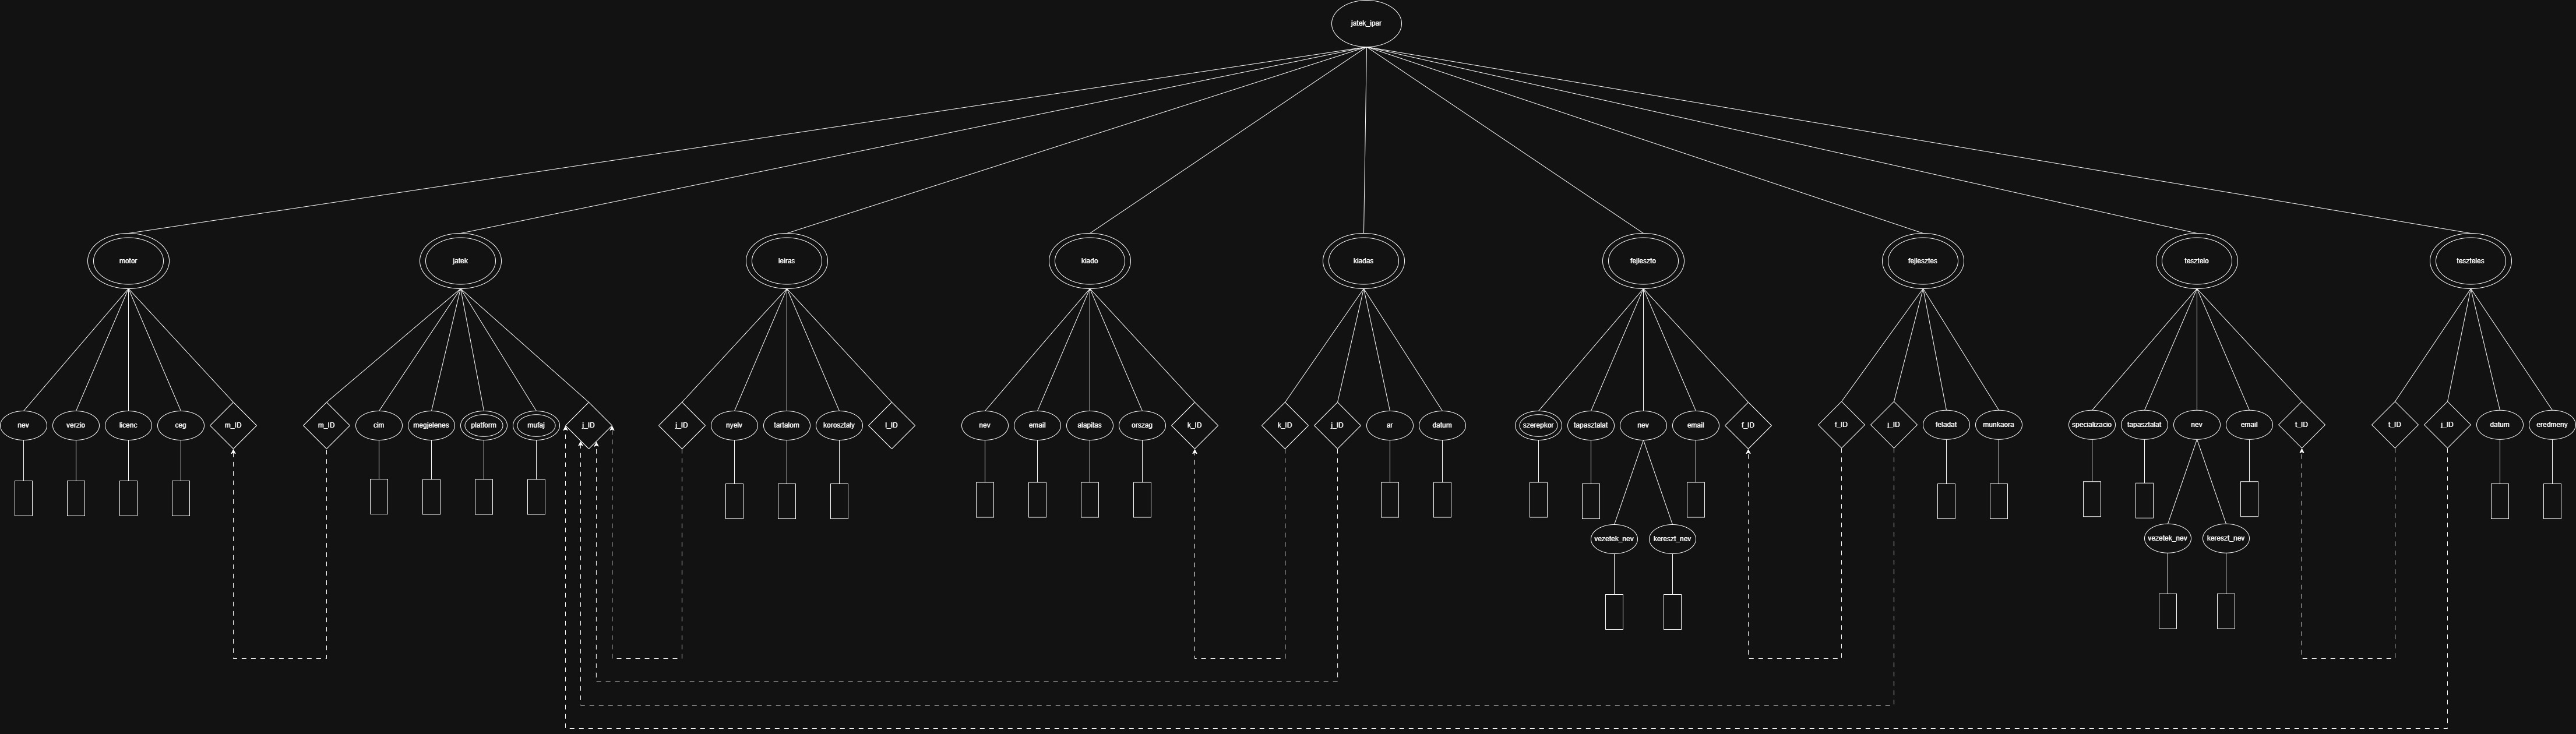 jatek_ipar
motor
jatek
leiras
kiado
kiadas
fejleszto
fejlesztes
tesztelo
teszteles
nev
verzio
licenc
ceg
m_ID
m_ID
cim
megjelenes
platform
mufaj
j_ID
j_ID
nyelv
tartalom
korosztaly
l_ID
nev
email
alapitas
orszag
k_ID
k_ID
j_ID
ar
datum
szerepkor
tapasztalat
nev
email
f_ID
f_ID
j_ID
feladat
munkaora
specializacio
tapasztalat
nev
email
t_ID
t_ID
j_ID
datum
eredmeny
vezetek_nev
kereszt_nev
vezetek_nev
kereszt_nev